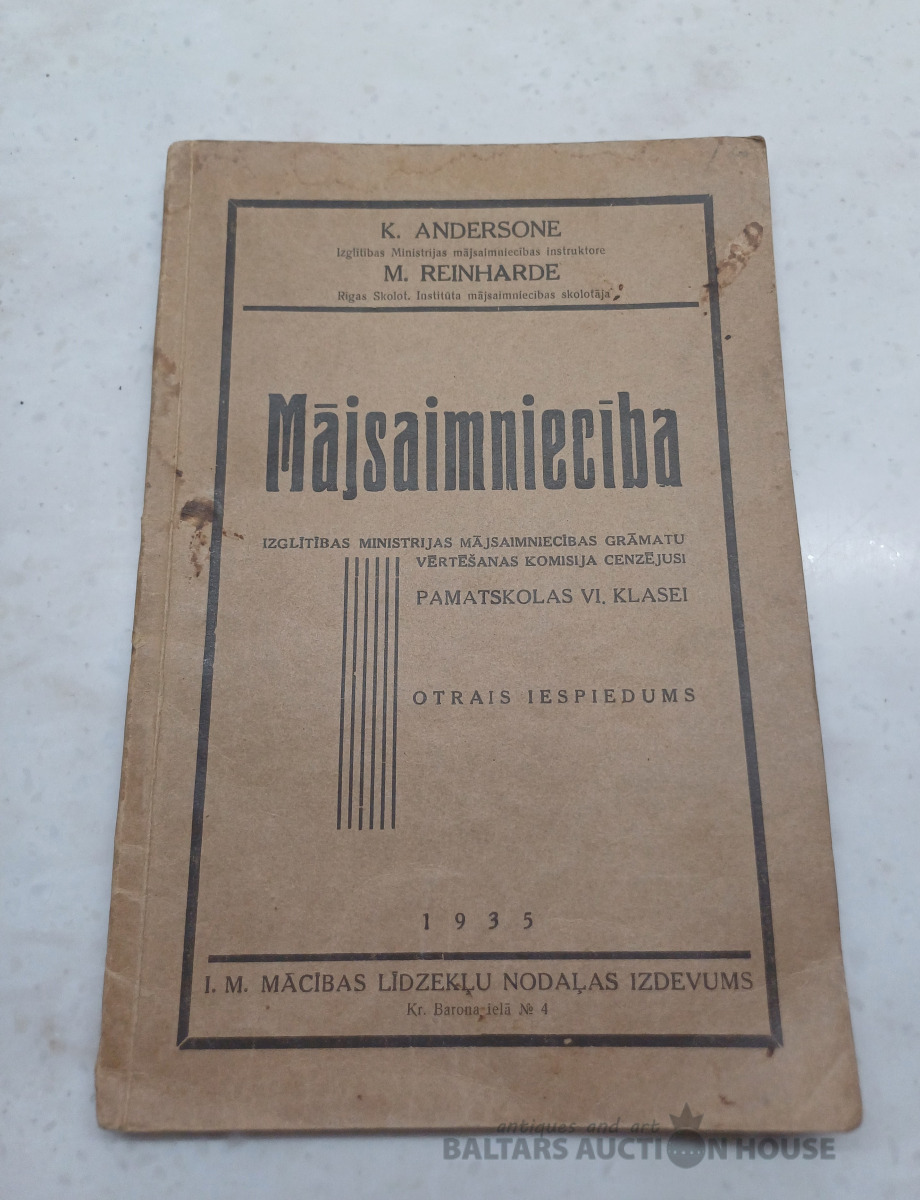 K. ANDERSONE
Izglītības Ministrijas mājsaimniecības instruktore
M. REINHARDE
Rīgas Skolot. Institūta mājsaimniecības skolotāja
Mājsaimniecība
IZGLĪTĪBAS MINISTRIJAS MĀJSAIMNIECĪBAS GRĀMATU
VĒRTĒŠANAS KOMISIJA CENZĒJUSI
PAMATSKOLAS VI. KLASEI
OTRAIS IESPIEDUMS
1935
I. M. MĀCĪBAS LĪDZEKĻU NODAĻAS IZDEVUMS
Kr. Barona ielā № 4
antiques and art
BALTARS AUCTION HOUSE